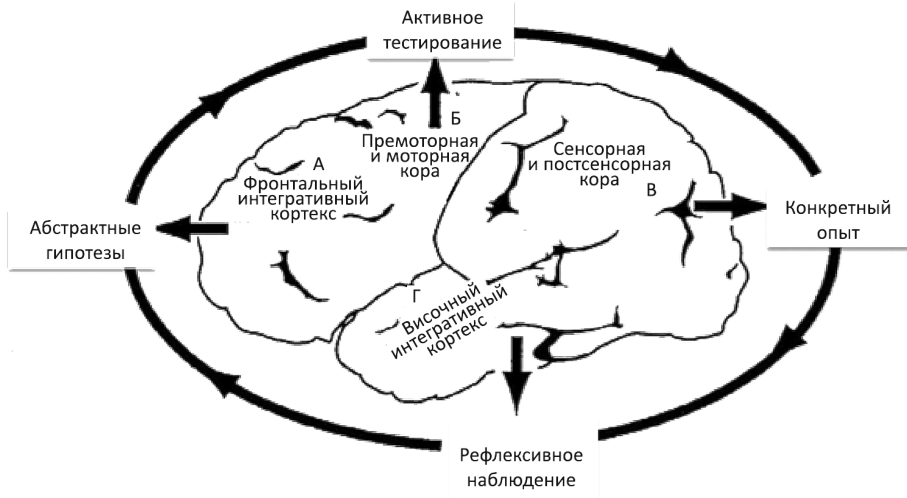 Активное
тестирование
Б
Премоторная
и моторная
кора
Сенсорная
и постсенсорная
кора
А
Фронтальный
интегративный
кортекс
В
Абстрактные
гипотезы
Конкретный
опыт
Г
Височный
интегративный
кортекс
Рефлексивное
наблюдение